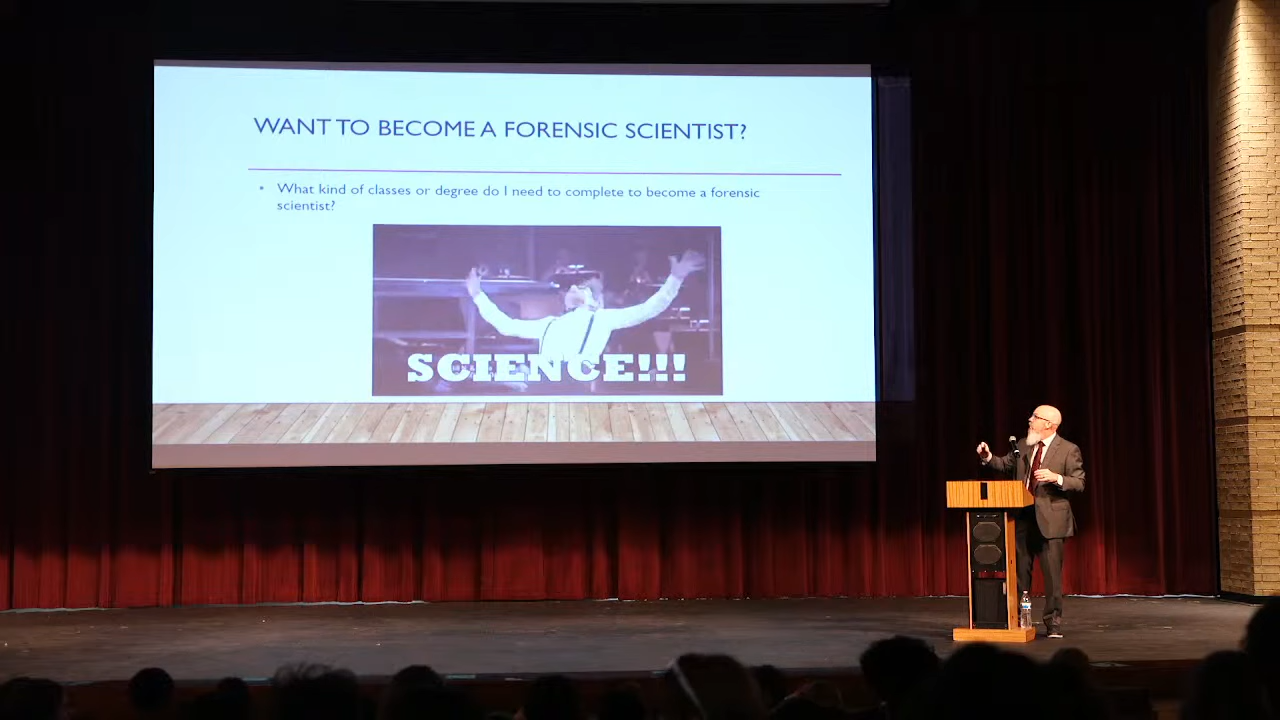 WANT TO BECOME A FORENSIC SCIENTIST?
• What kind of classes or degree do I need to complete to become a forensic
scientist?
SCIENCE!!!